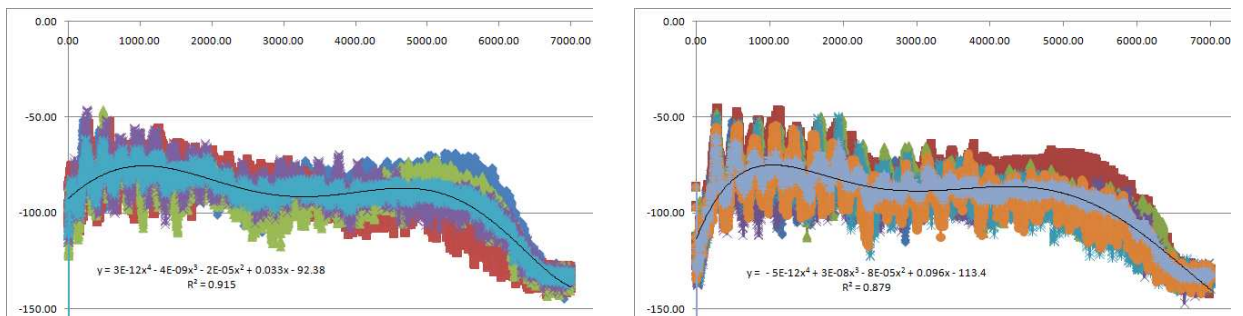 0.00
0.00 1000.00 2000.00 3000.00 4000.00 5000.00 6000.00 7000.00
-50.00
-100.00
y = 3E-12x⁴ - 4E-09x³ - 2E-05x² + 0.033x - 92.38
R² = 0.915
-150.00
0.00
0.00 1000.00 2000.00 3000.00 4000.00 5000.00 6000.00 7000.00
-50.00
-100.00
y = - 5E-12x⁴ + 3E-08x³ - 8E-05x² + 0.096x - 113.4
R² = 0.879
-150.00